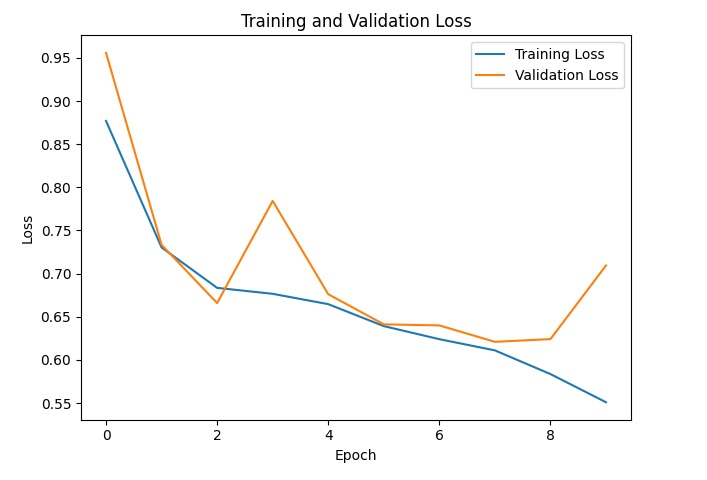 Training and Validation Loss
Training Loss
Validation Loss
0.95
0.90
0.85
0.80
0.75
0.70
0.65
0.60
0.55
Loss
0 2 4 6 8
Epoch